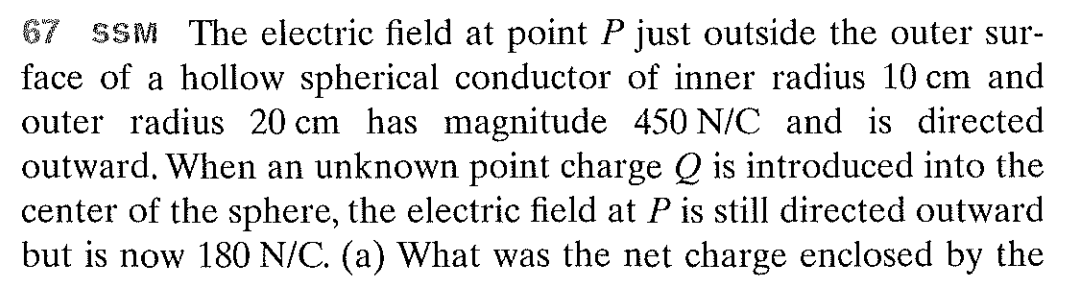 67 SSM The electric field at point P just outside the outer sur-
face of a hollow spherical conductor of inner radius 10 cm and
outer radius 20 cm has magnitude 450 N/C and is directed
outward. When an unknown point charge Q is introduced into the
center of the sphere, the electric field at P is still directed outward
but is now 180 N/C. (a) What was the net charge enclosed by the